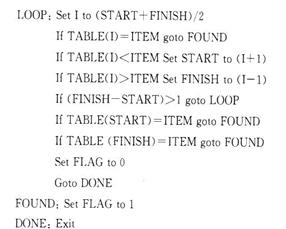 LOOP: Set I to (START+FINISH)/2
If TABLE(I)=ITEM goto FOUND
If TABLE(I)<ITEM Set START to (I+1)
If TABLE(I)>ITEM Set FINISH to (I−1)
If (FINISH−START)>1 goto LOOP
If TABLE(START)=ITEM goto FOUND
If TABLE (FINISH)=ITEM goto FOUND
Set FLAG to 0
Goto DONE
FOUND: Set FLAG to 1
DONE: Exit